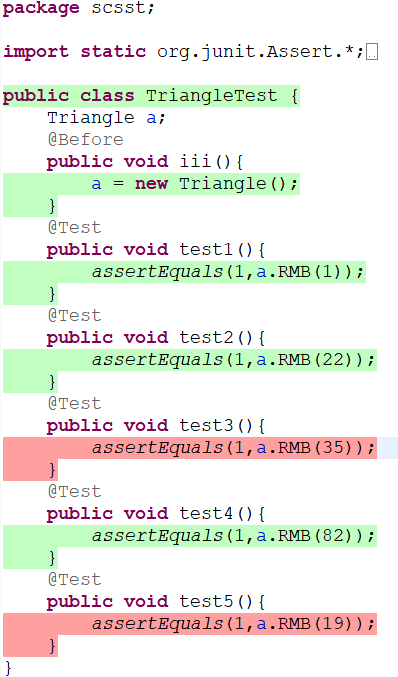 package scsst;
import static org.junit.Assert.*;
public class TriangleTest {
Triangle a;
@Before
public void iii(){
a = new Triangle();
}
@Test
public void test1(){
assertEquals(1,a.RMB(1));
}
@Test
public void test2(){
assertEquals(1,a.RMB(22));
}
@Test
public void test3(){
assertEquals(1,a.RMB(35));
}
@Test
public void test4(){
assertEquals(1,a.RMB(82));
}
@Test
public void test5(){
assertEquals(1,a.RMB(19));
}
}